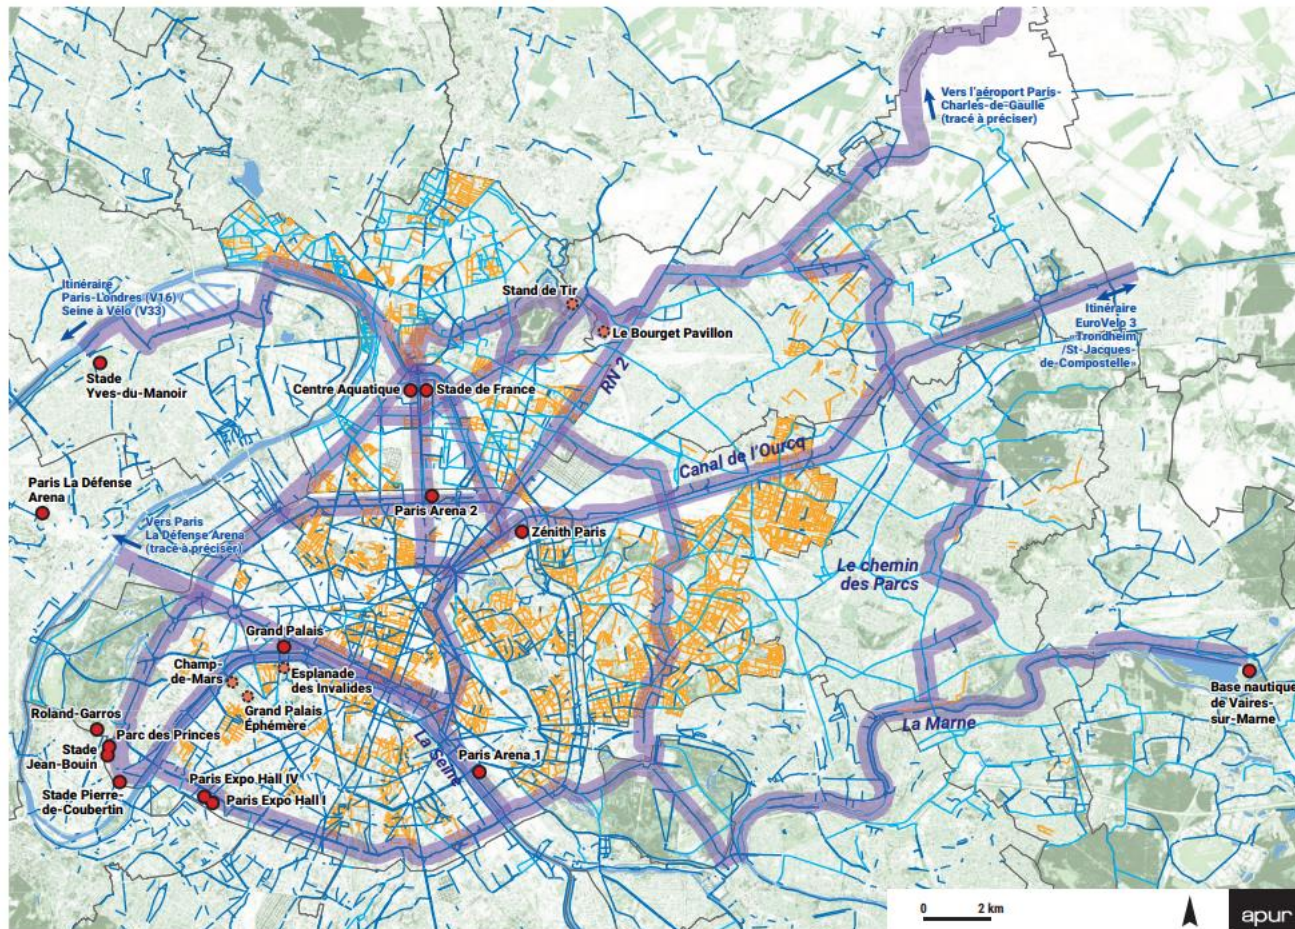 Vers l'aéroport Paris-
Charles-de-Gaulle
(tracé à préciser)
Itinéraire
Paris-Londres (V16) /
Seine à Vélo (V33)
Stand de Tir
Le Bourget Pavillon
Itinéraire
EuroVelo 3
«Trondheim
/St-Jacques-
de-Compostelle»
Stade
Yves-du-Manoir
Centre Aquatique
Stade de France
RN 2
Canal de l'Ourcq
Paris La Défense
Arena
Paris Arena 2
Vers Paris
La Défense Arena
(tracé à préciser)
Zénith Paris
Le chemin
des Parcs
Grand Palais
Champ-
de-Mars
Esplanade
des Invalides
Grand Palais
Éphémère
Base nautique
de Vaires-
sur-Marne
Roland-Garros
Parc des Princes
Stade
Jean-Bouin
La Marne
La Seine
Paris Arena 1
Stade Pierre-
de-Coubertin
Paris Expo Hall IV
Paris Expo Hall I
0 2 km
apur